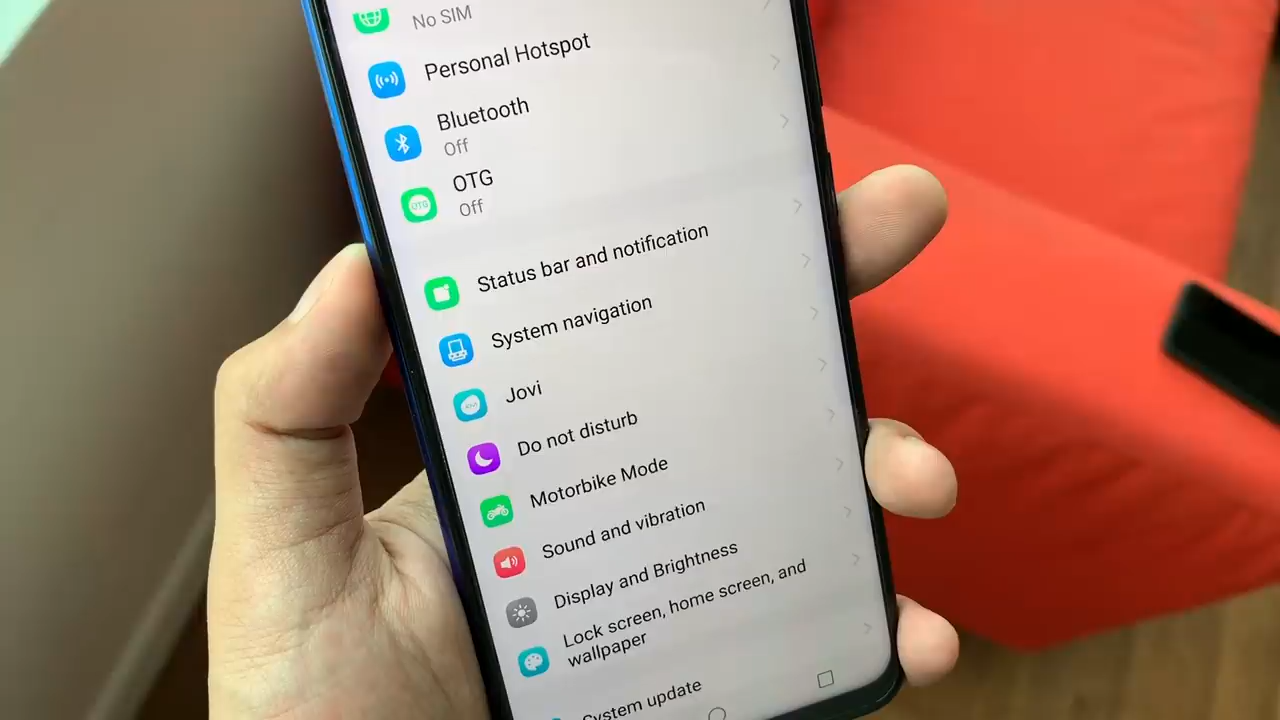 No SIM
Personal Hotspot
Bluetooth
Off
OTG
OTG
Off
Status bar and notification
System navigation
Jovi
Do not disturb
Motorbike Mode
Sound and vibration
Display and Brightness
Lock screen, home screen, and
wallpaper
System update